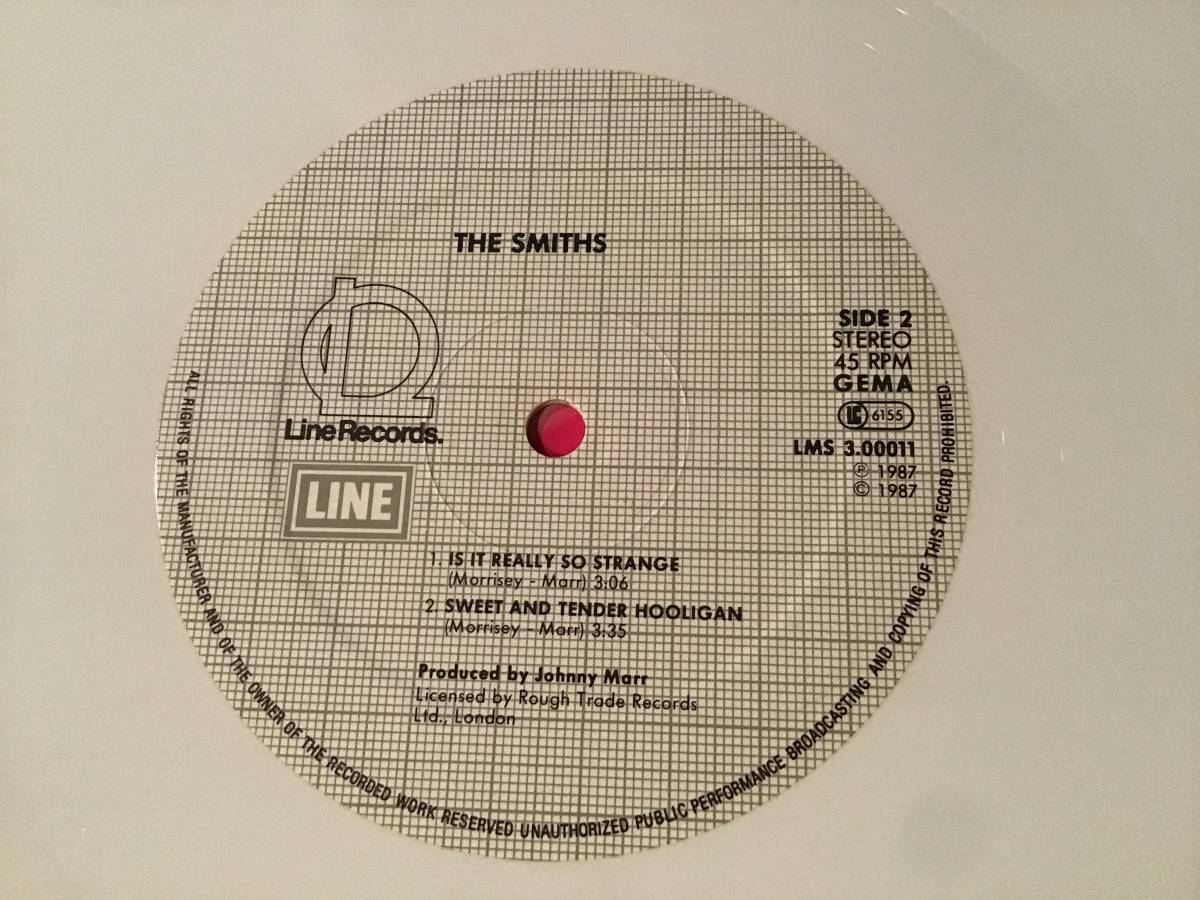 THE SMITHS
SIDE 2
STEREO
45 RPM
GEMA
LC 6155
LMS 3.00011
℗ 1987
© 1987
LineRecords.
LINE
1. IS IT REALLY SO STRANGE
(Morrisey - Marr) 3:06
2. SWEET AND TENDER HOOLIGAN
(Morrisey - Marr) 3:35
Produced by Johnny Marr
Licensed by Rough Trade Records
Ltd., London
ALL RIGHTS OF THE MANUFACTURER AND OF THE OWNER OF THE RECORDED WORK RESERVED UNAUTHORIZED PUBLIC PERFORMANCE BROADCASTING AND COPYING OF THIS RECORD PROHIBITED.